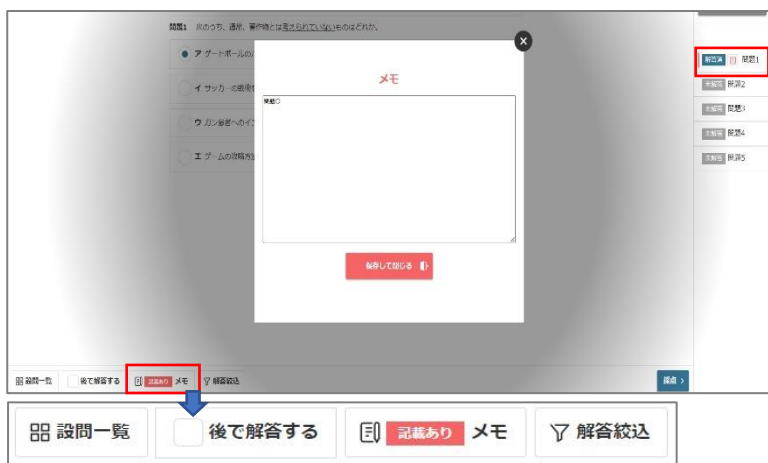 問題1 次のうち、通常、著作物とは考えられていないものはどれか。
ア ゲートボールの
イ サッカーの戦術
ウ ガン患者へのイン
エ ゲームの攻略方法
メモ
問題〇
保存して閉じる
解答済 問題1
未解答 問題2
未解答 問題3
未解答 問題4
未解答 問題5
設問一覧 後で解答する 記載あり メモ 解答絞込
採点 >
設問一覧 後で解答する 記載あり メモ 解答絞込